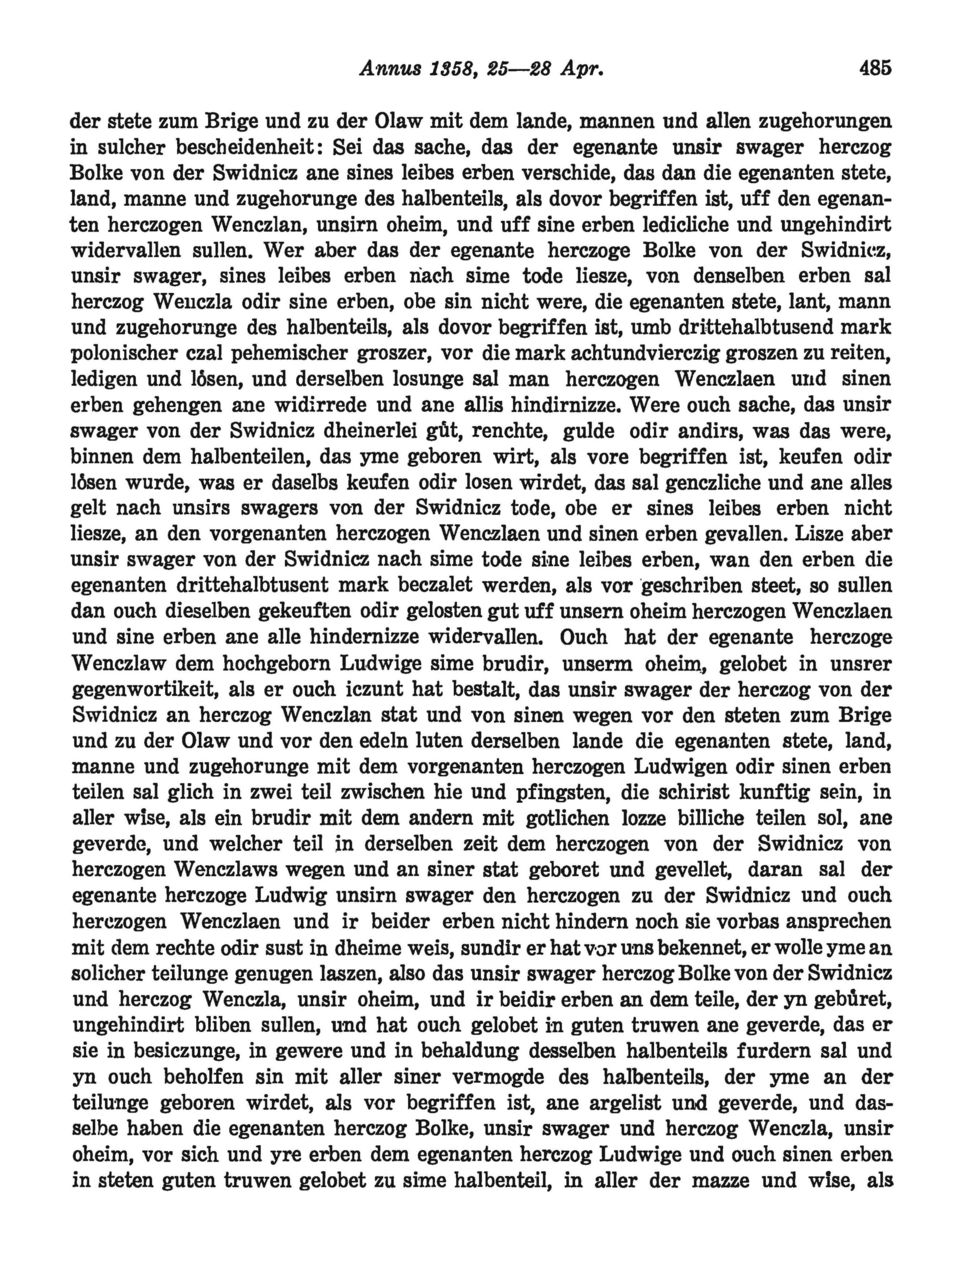 Annus 1358, 25—28 Apr. 485
der stete zum Brige und zu der Olaw mit dem lande, mannen und allen zugehorungen
in sulcher bescheidenheit: Sei das sache, das der egenante unsir swager herczog
Bolke von der Swidnicz ane sines leibes erben verschide, das dan die egenanten stete,
land, manne und zugehorunge des halbenteils, als dovor begriffen ist, uff den egenan-
ten herczogen Wenczlan, unsirn oheim, und uff sine erben ledicliche und ungehindirt
widervallen sullen. Wer aber das der egenante herczoge Bolke von der Swidnicz,
unsir swager, sines leibes erben nach sime tode liesze, von denselben erben sal
herczog Wenczla odir sine erben, obe sin nicht were, die egenanten stete, lant, mann
und zugehorunge des halbenteils, als dovor begriffen ist, umb drittehalbtusend mark
polonischer czal pehemischer groszer, vor die mark achtundvierczig groszen zu reiten,
ledigen und lósen, und derselben losunge sal man herczogen Wenczlaen und sinen
erben gehengen ane widirrede und ane allis hindirnizze. Were ouch sache, das unsir
swager von der Swidnicz dheinerlei gůt, renchte, gulde odir andirs, was das were,
binnen dem halbenteilen, das yme geboren wirt, als vore begriffen ist, keufen odir
lósen wurde, was er daselbs keufen odir losen wirdet, das sal genczliche und ane alles
gelt nach unsirs swagers von der Swidnicz tode, obe er sines leibes erben nicht
liesze, an den vorgenanten herczogen Wenczlaen und sinen erben gevallen. Lisze aber
unsir swager von der Swidnicz nach sime tode sine leibes erben, wan den erben die
egenanten drittehalbtusent mark beczalet werden, als vor geschriben steet, so sullen
dan ouch dieselben gekeuften odir gelosten gut uff unsern oheim herczogen Wenczlaen
und sine erben ane alle hindernizze widervallen. Ouch hat der egenante herczoge
Wenczlaw dem hochgeborn Ludwige sime brudir, unserm oheim, gelobet in unsrer
gegenwortikeit, als er ouch iczunt hat bestalt, das unsir swager der herczog von der
Swidnicz an herczog Wenczlan stat und von sinen wegen vor den steten zum Brige
und zu der Olaw und vor den edeln luten derselben lande die egenanten stete, land,
manne und zugehorunge mit dem vorgenanten herczogen Ludwigen odir sinen erben
teilen sal glich in zwei teil zwischen hie und pfingsten, die schirist kunftig sein, in
aller wise, als ein brudir mit dem andern mit gotlichen lozze billiche teilen sol, ane
geverde, und welcher teil in derselben zeit dem herczogen von der Swidnicz von
herczogen Wenczlaws wegen und an siner stat geboret und gevellet, daran sal der
egenante herczoge Ludwig unsirn swager den herczogen zu der Swidnicz und ouch
herczogen Wenczlaen und ir beider erben nicht hindern noch sie vorbas ansprechen
mit dem rechte odir sust in dheime weis, sundir er hat vor uns bekennet, er wolle yme an
solicher teilunge genugen laszen, also das unsir swager herczog Bolke von der Swidnicz
und herczog Wenczla, unsir oheim, und ir beidir erben an dem teile, der yn gebůret,
ungehindirt bliben sullen, und hat ouch gelobet in guten truwen ane geverde, das er
sie in besiczunge, in gewere und in behaldung desselben halbenteils furdern sal und
yn ouch beholfen sin mit aller siner vermogde des halbenteils, der yme an der
teilunge geboren wirdet, als vor begriffen ist, ane argelist und geverde, und das-
selbe haben die egenanten herczog Bolke, unsir swager und herczog Wenczla, unsir
oheim, vor sich und yre erben dem egenanten herczog Ludwige und ouch sinen erben
in steten guten truwen gelobet zu sime halbenteil, in aller der mazze und wise, als